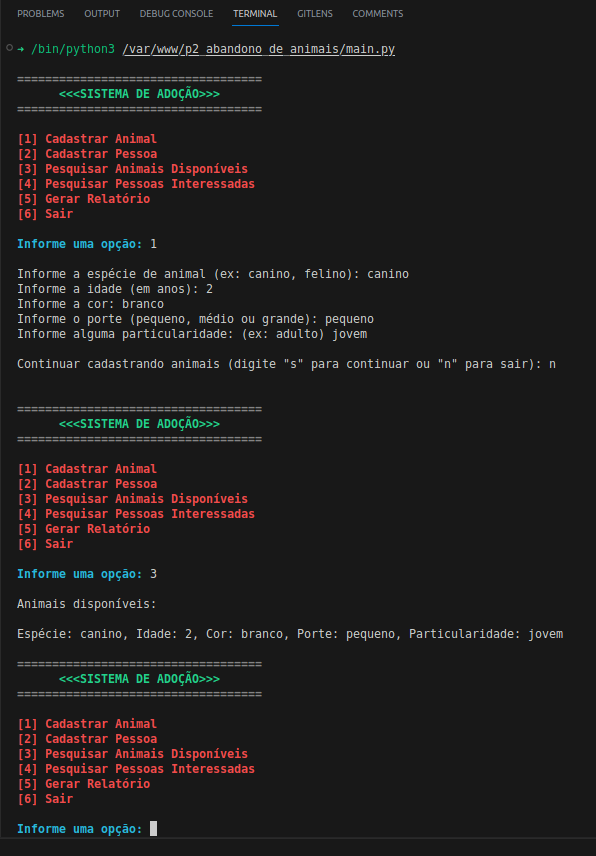 PROBLEMS OUTPUT DEBUG CONSOLE TERMINAL GITLENS COMMENTS
➜ /bin/python3 /var/www/p2 abandono de animais/main.py
===================================
<<<SISTEMA DE ADOÇÃO>>>
===================================
[1] Cadastrar Animal
[2] Cadastrar Pessoa
[3] Pesquisar Animais Disponíveis
[4] Pesquisar Pessoas Interessadas
[5] Gerar Relatório
[6] Sair
Informe uma opção: 1
Informe a espécie de animal (ex: canino, felino): canino
Informe a idade (em anos): 2
Informe a cor: branco
Informe o porte (pequeno, médio ou grande): pequeno
Informe alguma particularidade: (ex: adulto) jovem
Continuar cadastrando animais (digite "s" para continuar ou "n" para sair): n
===================================
<<<SISTEMA DE ADOÇÃO>>>
===================================
[1] Cadastrar Animal
[2] Cadastrar Pessoa
[3] Pesquisar Animais Disponíveis
[4] Pesquisar Pessoas Interessadas
[5] Gerar Relatório
[6] Sair
Informe uma opção: 3
Animais disponíveis:
Espécie: canino, Idade: 2, Cor: branco, Porte: pequeno, Particularidade: jovem
===================================
<<<SISTEMA DE ADOÇÃO>>>
===================================
[1] Cadastrar Animal
[2] Cadastrar Pessoa
[3] Pesquisar Animais Disponíveis
[4] Pesquisar Pessoas Interessadas
[5] Gerar Relatório
[6] Sair
Informe uma opção: